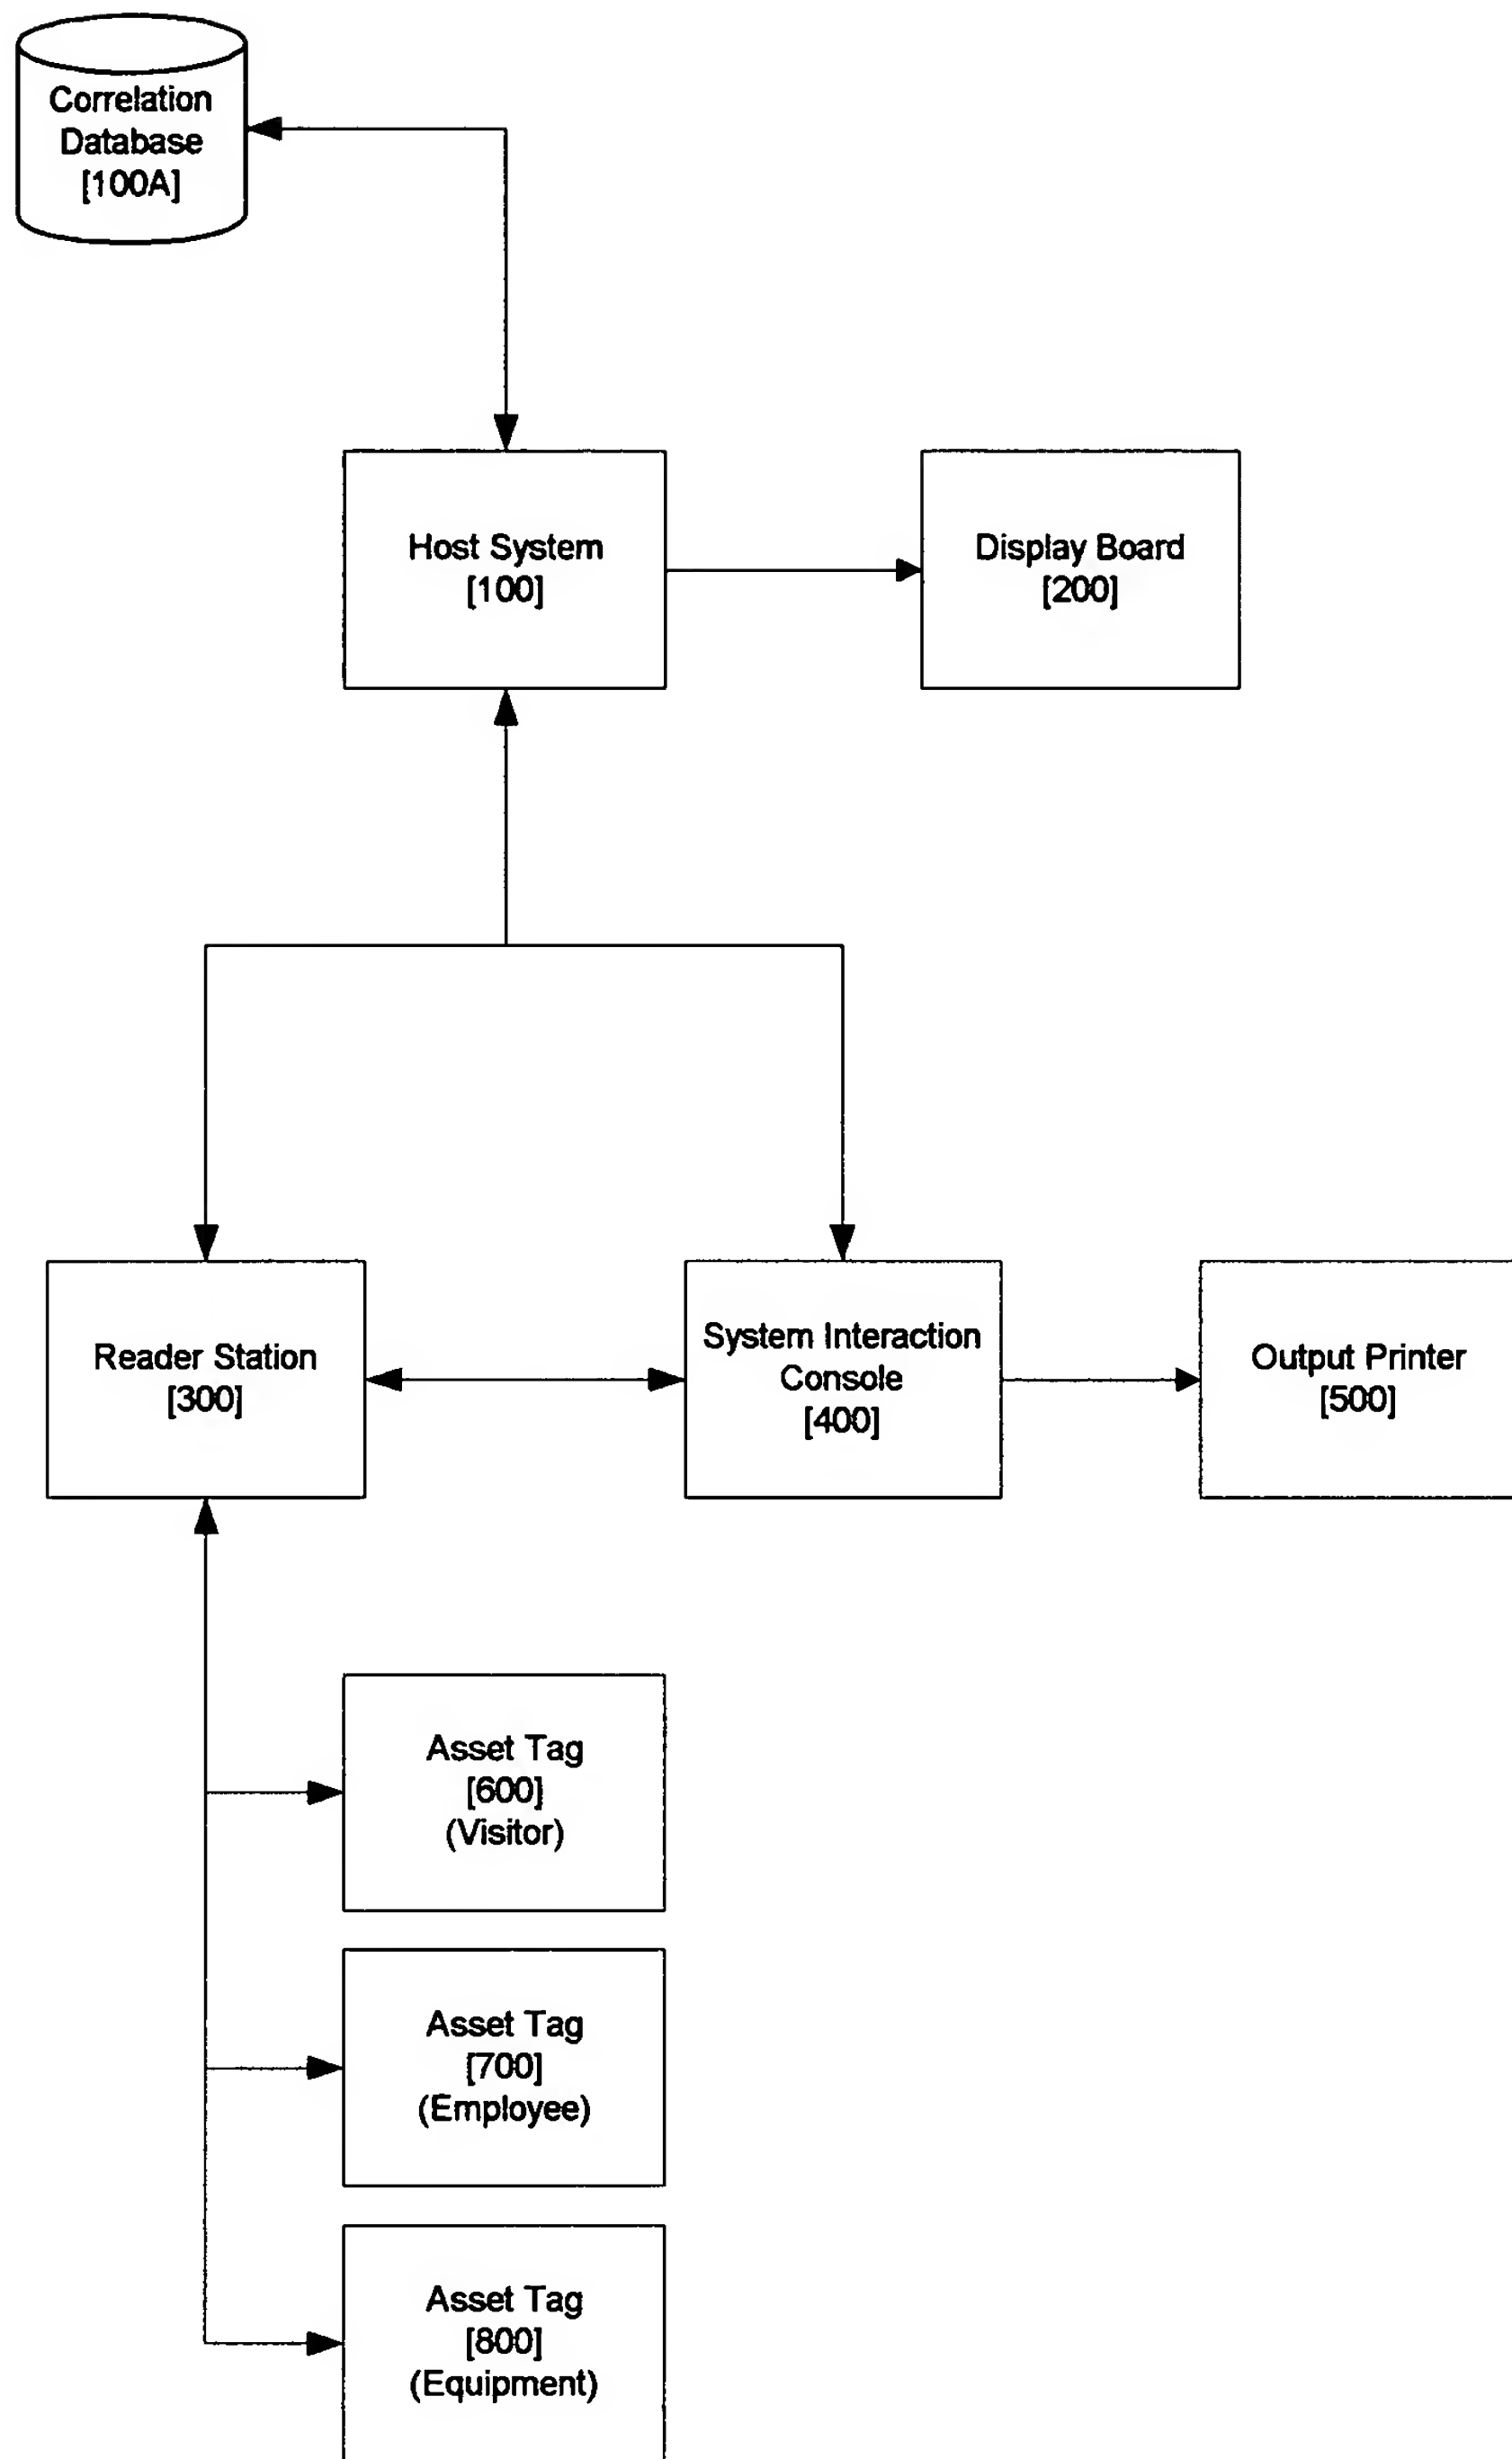 Correlation
Database
[100A]
Host System
[100]
Display Board
[200]
Reader Station
[300]
System Interaction
Console
[400]
Output Printer
[500]
Asset Tag
[600]
(Visitor)
Asset Tag
[700]
(Employee)
Asset Tag
[800]
(Equipment)